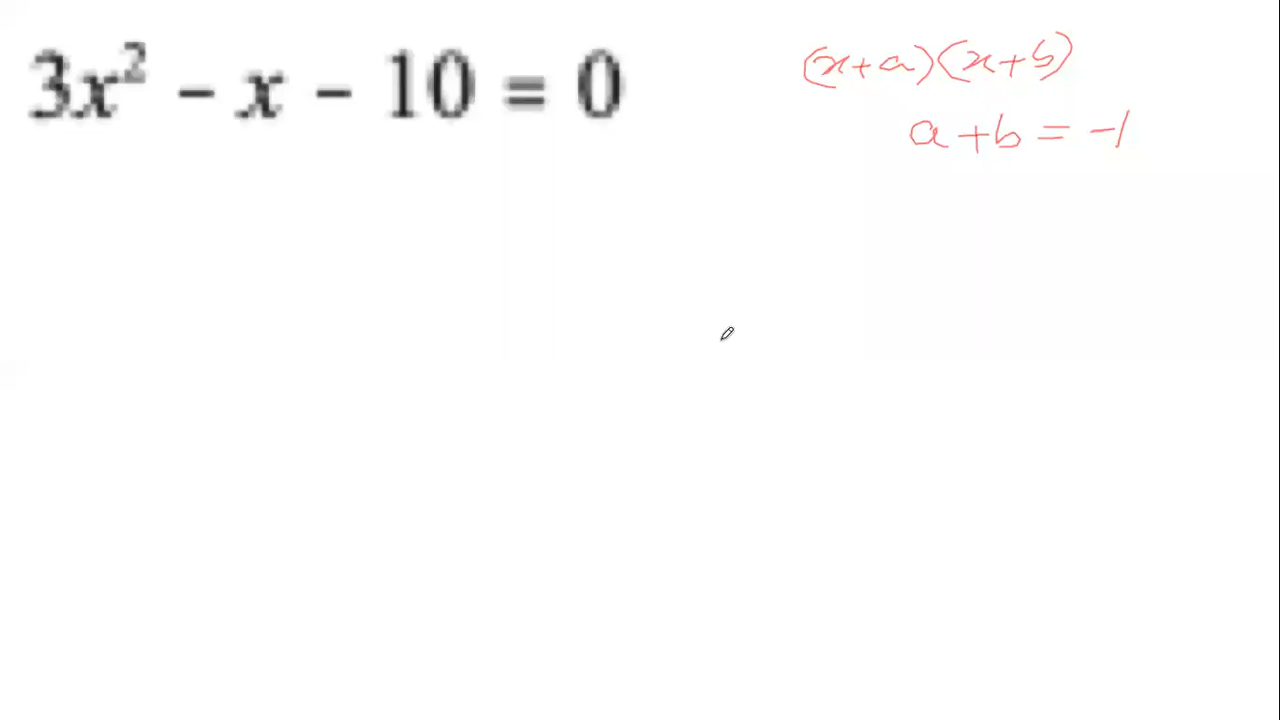 3x² − x − 10 = 0
(x+a)(x+b)
a+b = -1